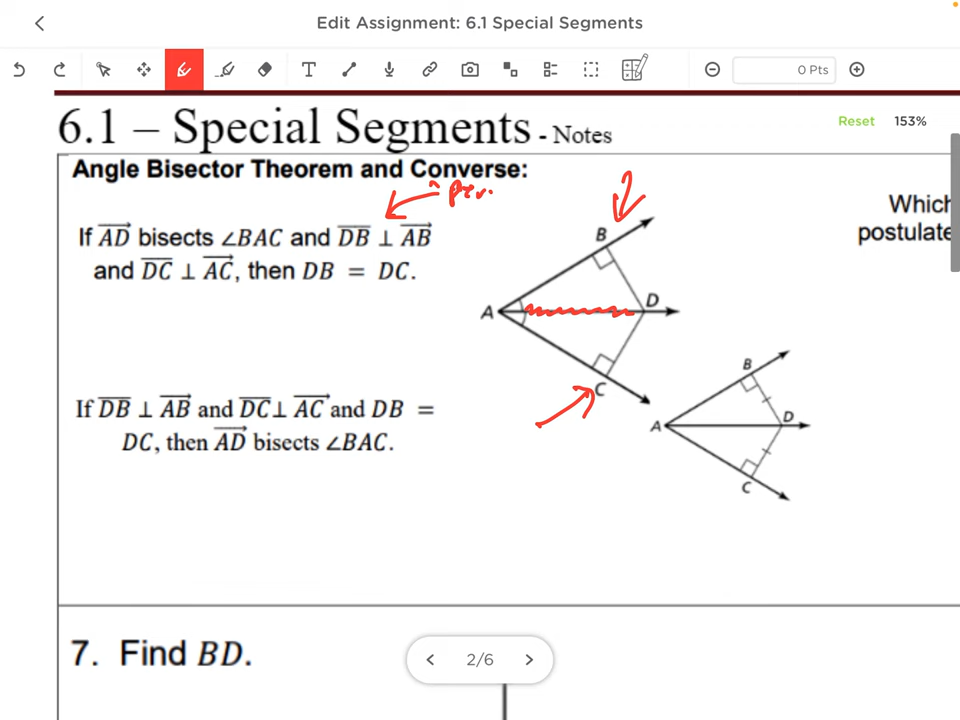 Edit Assignment: 6.1 Special Segments
T
0 Pts
6.1 – Special Segments - Notes
Reset 153%
Angle Bisector Theorem and Converse:
per.
Which
postulate
If AD bisects ∠BAC and DB ⊥ AB
and DC ⊥ AC, then DB = DC.
B
A
D
C
If DB ⊥ AB and DC ⊥ AC and DB =
DC, then AD bisects ∠BAC.
B
A
D
C
7. Find BD.
2/6